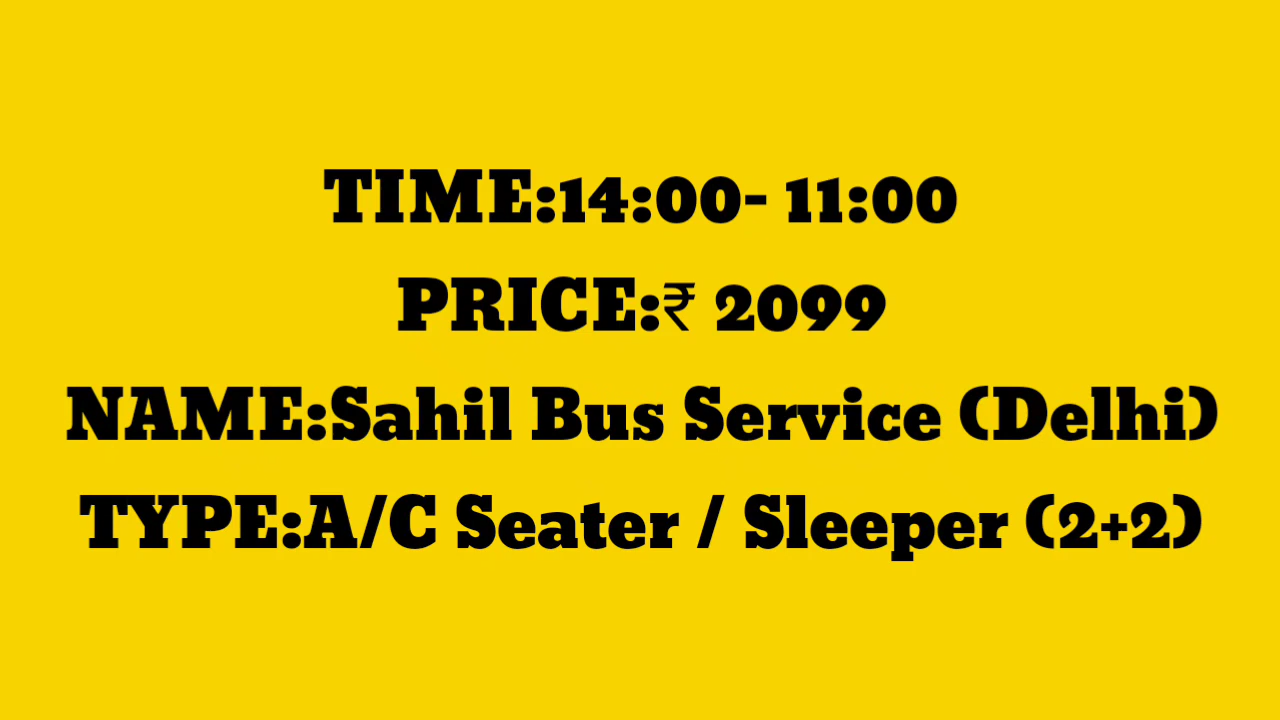 TIME:14:00- 11:00
PRICE:₹ 2099
NAME:Sahil Bus Service (Delhi)
TYPE:A/C Seater / Sleeper (2+2)